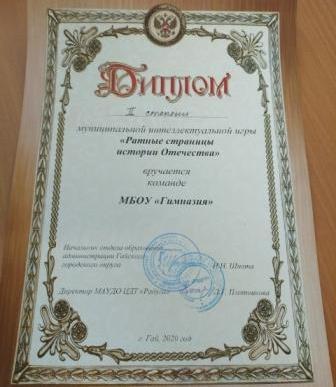 Диплом
II степени
муниципальной интеллектуальной игры
«Ратные страницы
истории Отечества»
вручается
команде
МБОУ «Гимназия»
Начальник отдела образования
администрации Гайского
городского округа
Директор МАУДО ЦДТ «Радуга»
г. Гай, 2020 год